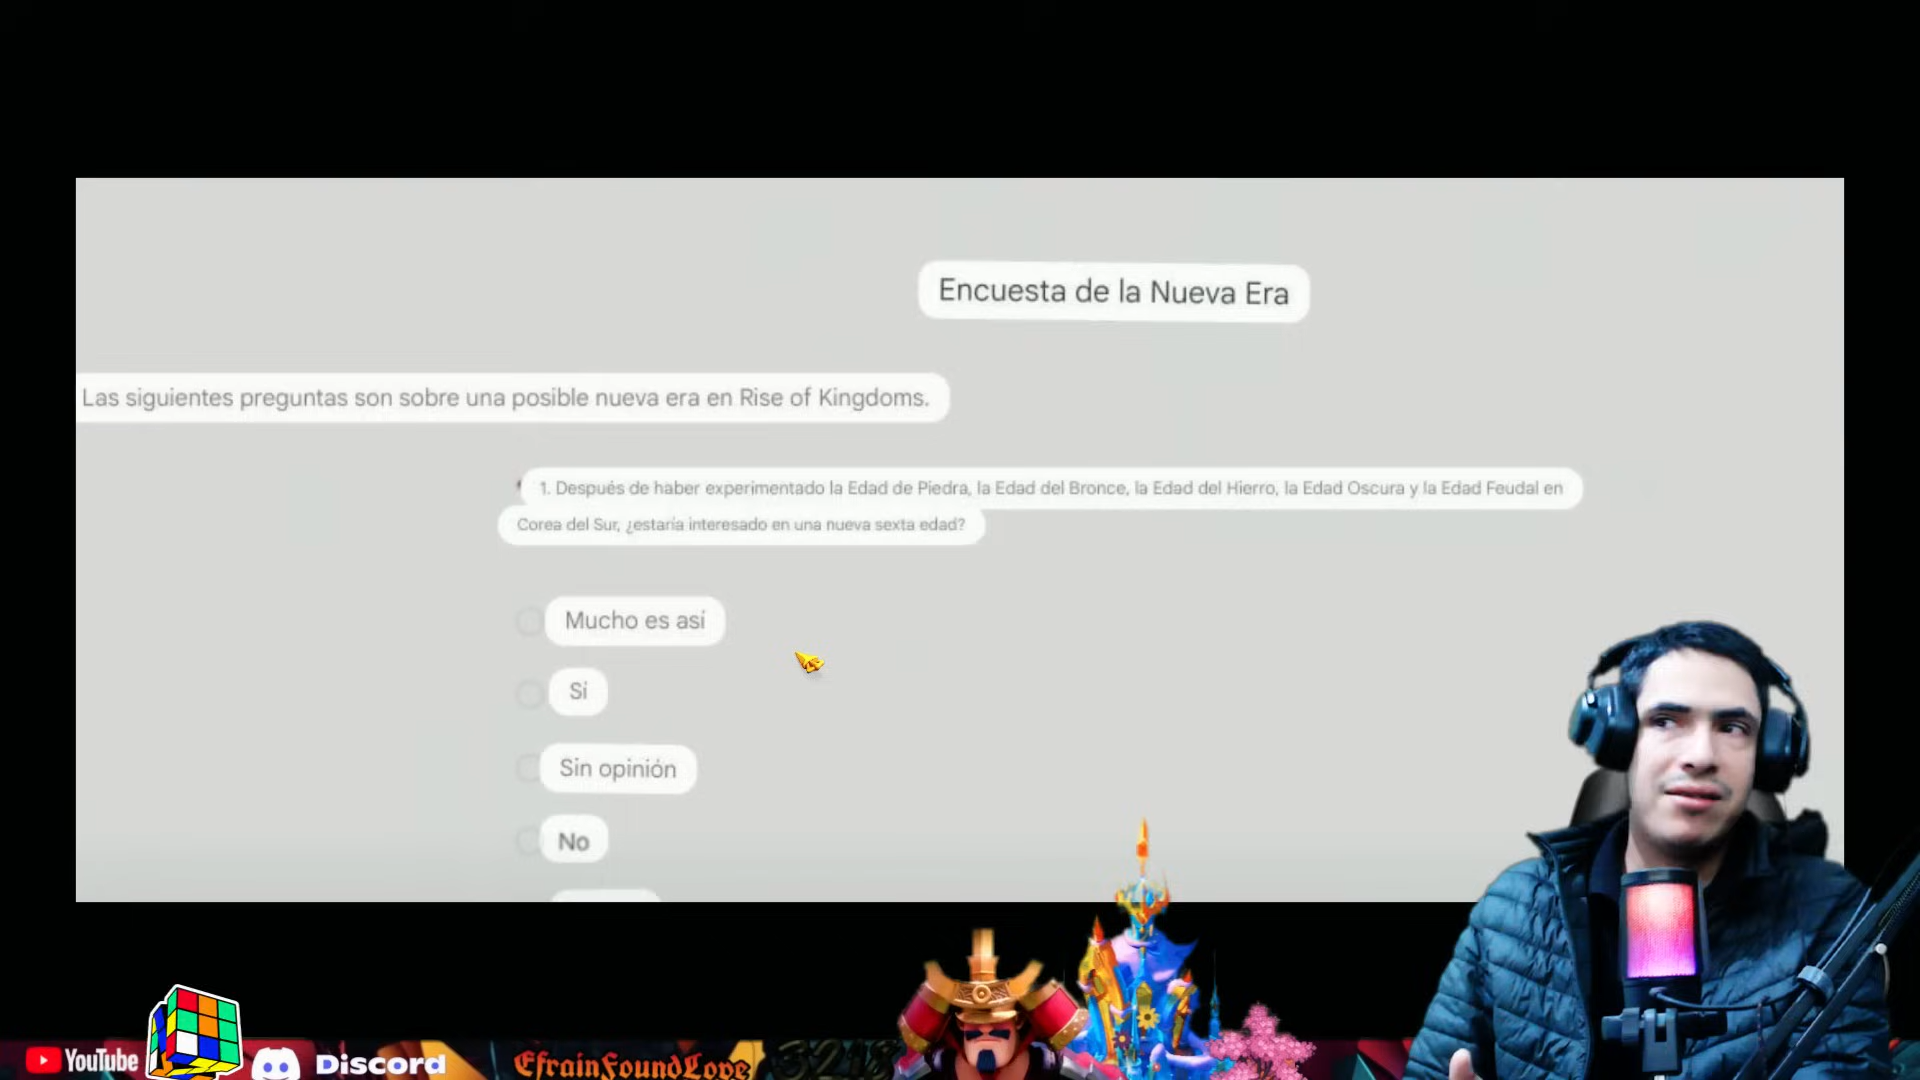 Encuesta de la Nueva Era
Las siguientes preguntas son sobre una posible nueva era en Rise of Kingdoms.
1. Después de haber experimentado la Edad de Piedra, la Edad del Bronce, la Edad del Hierro, la Edad Oscura y la Edad Feudal en
Corea del Sur, ¿estaría interesado en una nueva sexta edad?
Mucho es así
Sí
Sin opinión
No
YouTube
Discord
EfrainFoundLove
3218